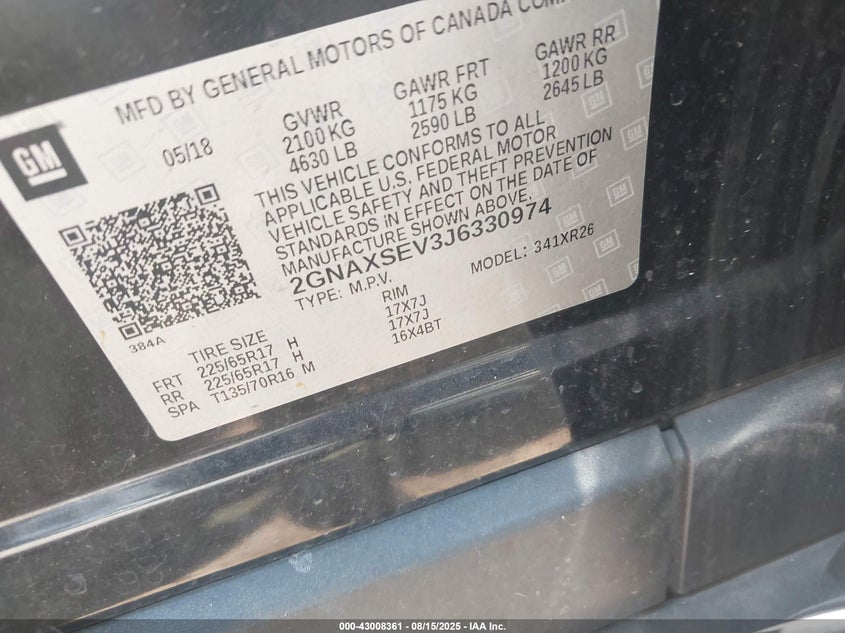 MFD BY GENERAL MOTORS OF CANADA
GM
05/18
GVWR
2100 KG
4630 LB
GAWR FRT
1175 KG
2590 LB
GAWR RR
1200 KG
2645 LB
THIS VEHICLE CONFORMS TO ALL
APPLICABLE U.S. FEDERAL MOTOR
VEHICLE SAFETY AND THEFT PREVENTION
STANDARDS IN EFFECT ON THE DATE OF
MANUFACTURE SHOWN ABOVE.
2GNAXSEV3J6330974
TYPE: M.P.V.
MODEL: 341XR26
384A
TIRE SIZE RIM
FRT 225/65R17 H 17X7J
RR 225/65R17 H 17X7J
SPA T135/70R16 M 16X4BT
000-43008361 - 08/15/2025 - IAA Inc.